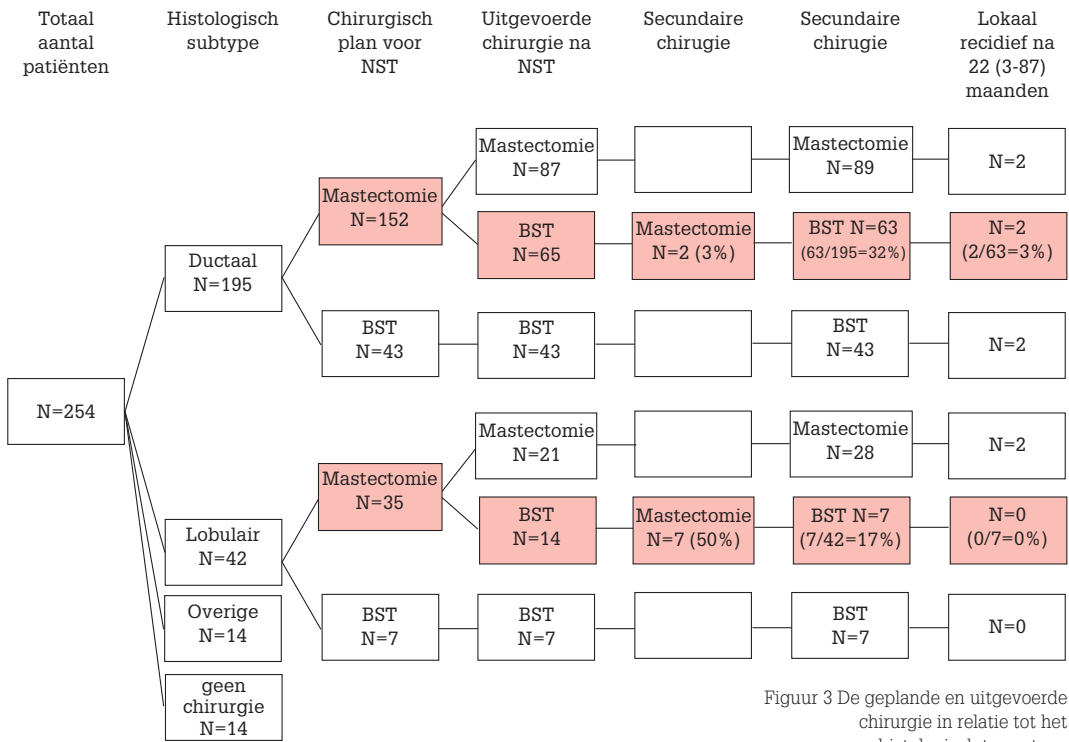 Totaal
aantal
patiënten
Histologisch
subtype
Chirurgisch
plan voor
NST
Uitgevoerde
chirurgie na
NST
Secundaire
chirugie
Secundaire
chirugie
Lokaal
recidief na
22 (3-87)
maanden
N=254
Ductaal
N=195
Lobulair
N=42
Overige
N=14
geen
chirurgie
N=14
Mastectomie
N=152
BST
N=43
Mastectomie
N=35
BST
N=7
Mastectomie
N=87
Mastectomie
N=89
N=2
BST
N=65
Mastectomie
N=2 (3%)
BST N=63
(63/195=32%)
N=2
(2/63=3%)
BST
N=43
BST
N=43
N=2
Mastectomie
N=21
Mastectomie
N=28
N=2
BST
N=14
Mastectomie
N=7 (50%)
BST N=7
(7/42=17%)
N=0
(0/7=0%)
BST
N=7
BST
N=7
N=0
Figuur 3 De geplande en uitgevoerde
chirurgie in relatie tot het